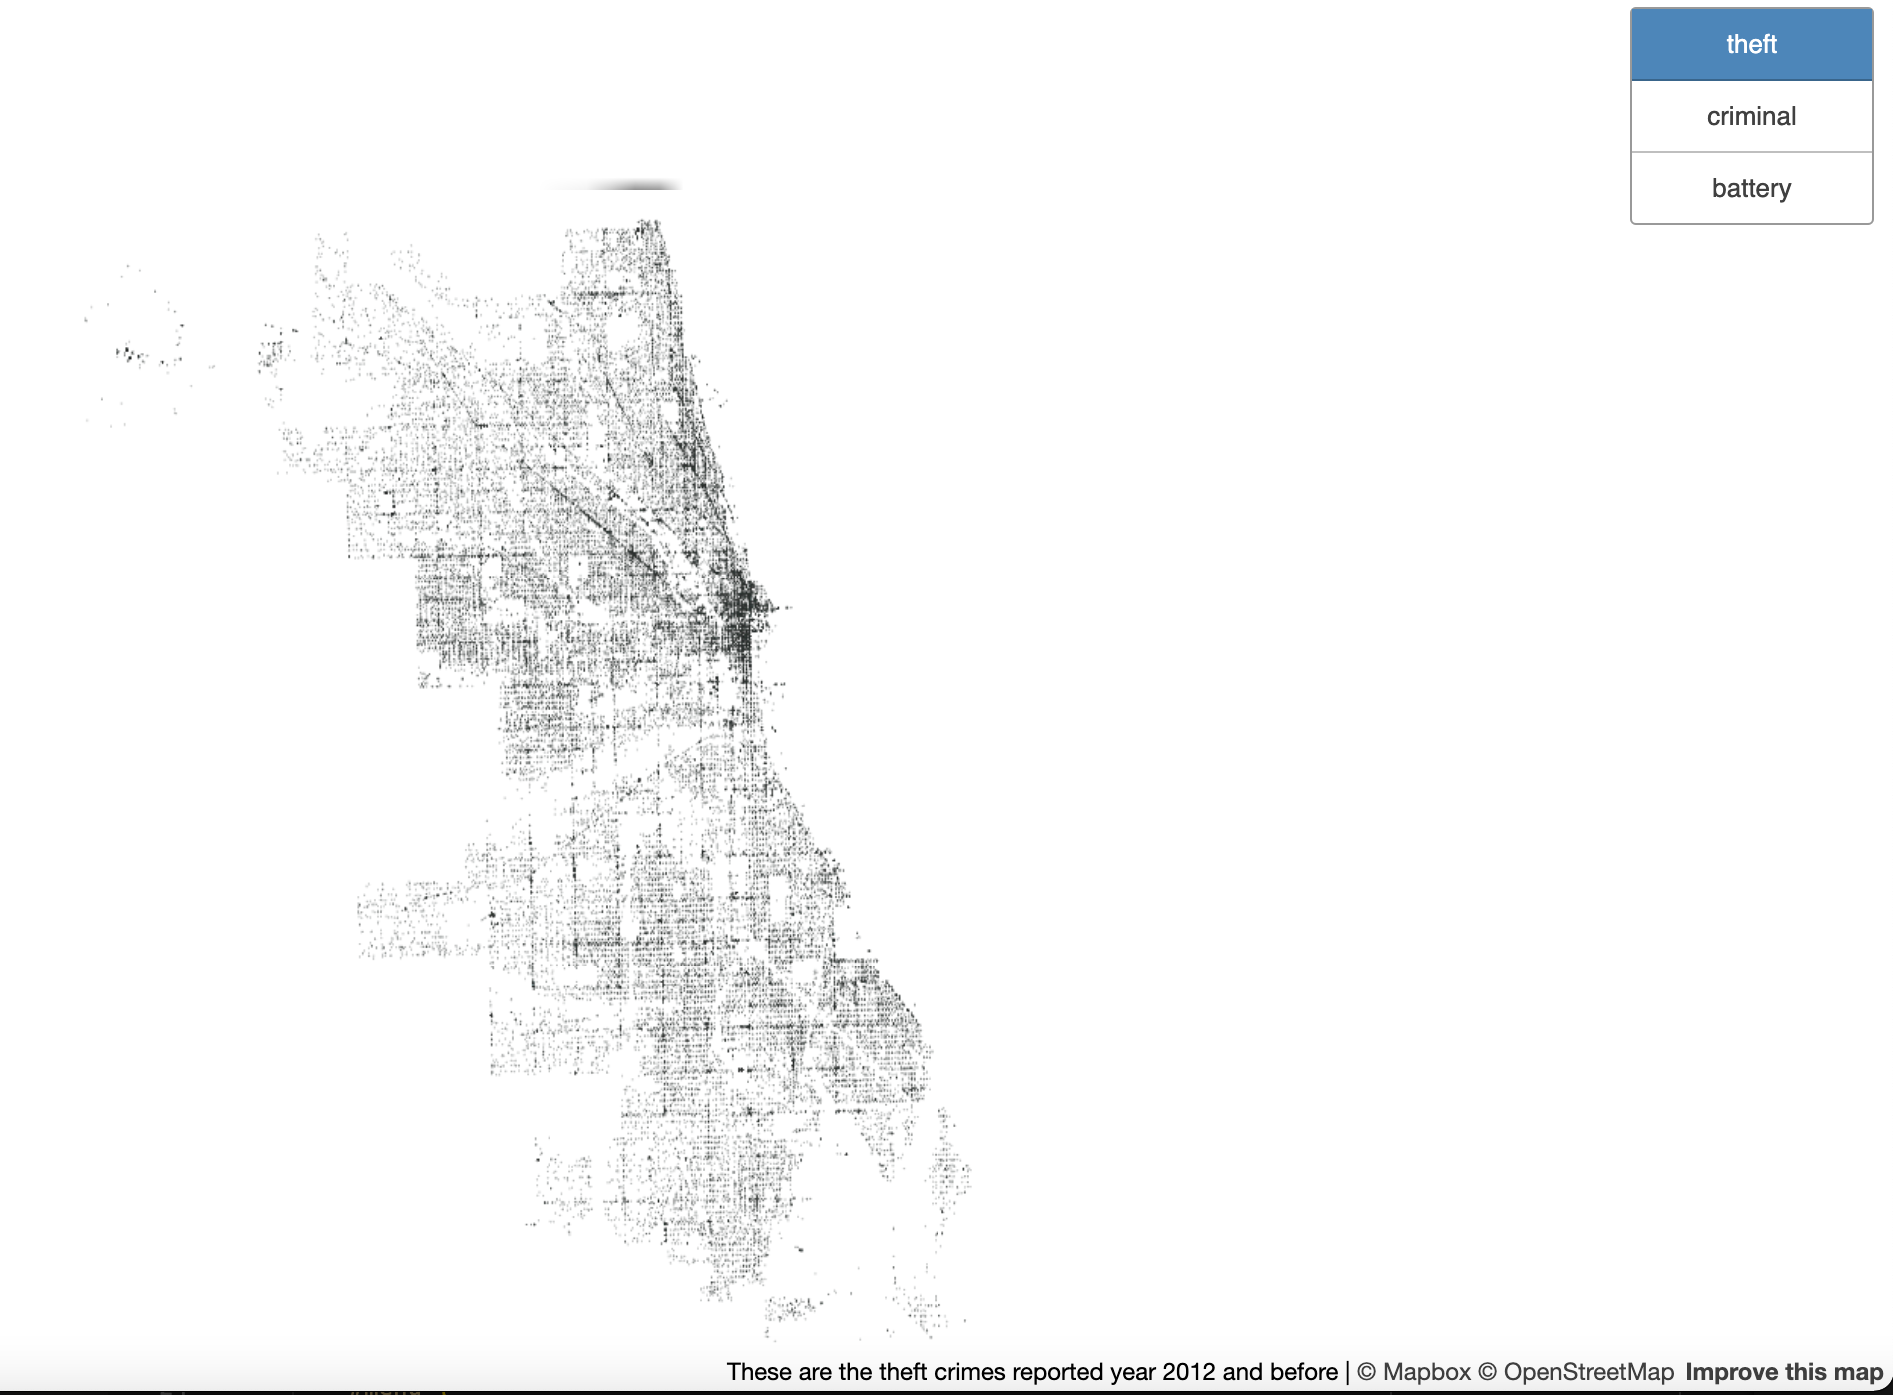 theft
criminal
battery
These are the theft crimes reported year 2012 and before | © Mapbox © OpenStreetMap Improve this map